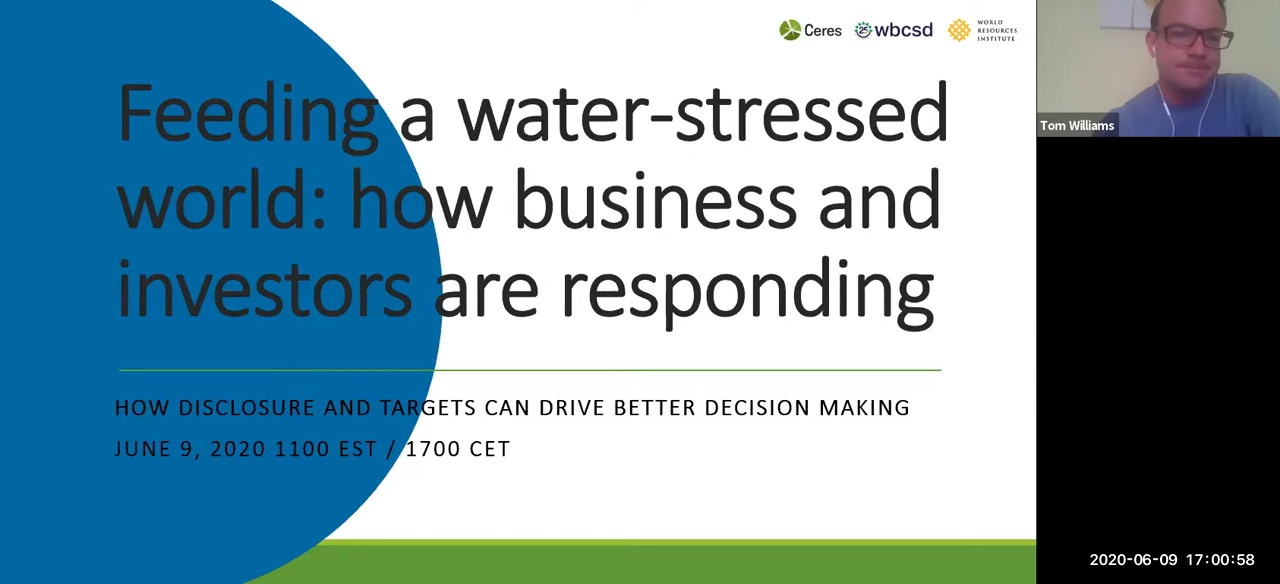 Ceres
25
wbcsd
WORLD
RESOURCES
INSTITUTE
Feeding a water-stressed
world: how business and
investors are responding
HOW DISCLOSURE AND TARGETS CAN DRIVE BETTER DECISION MAKING
JUNE 9, 2020 1100 EST / 1700 CET
Tom Williams
2020-06-09 17:00:58